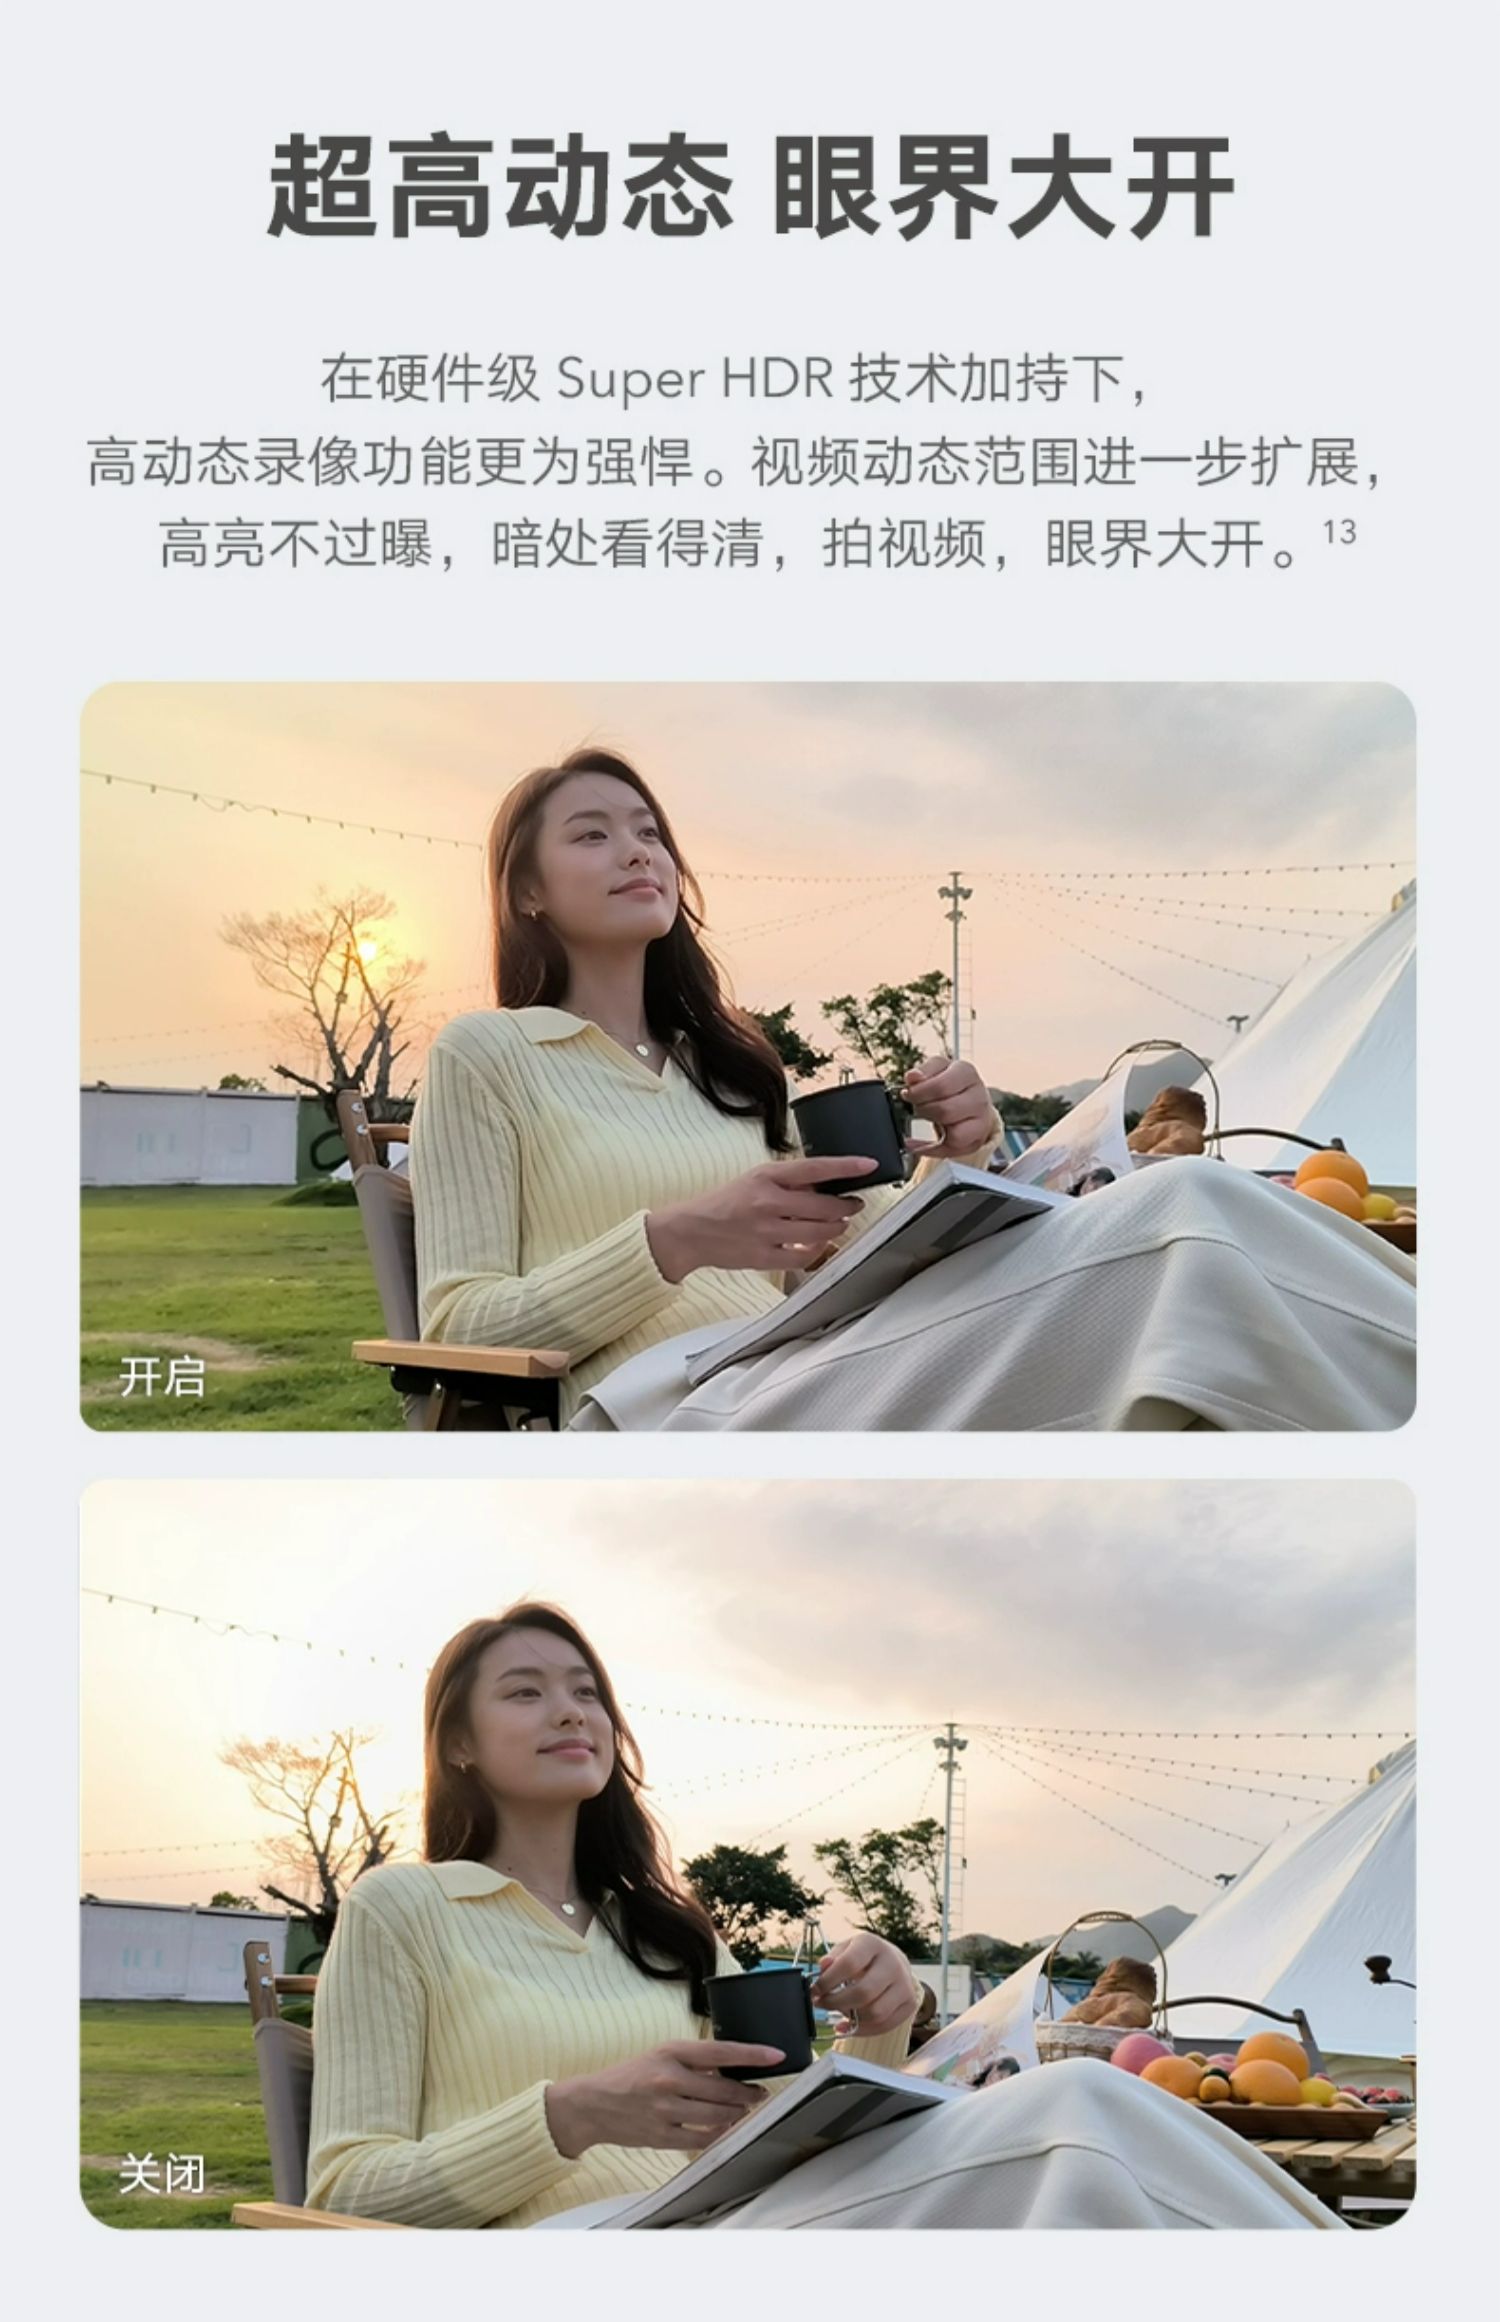 超高动态 眼界大开
在硬件级 Super HDR 技术加持下，
高动态录像功能更为强悍。视频动态范围进一步扩展，
高亮不过曝，暗处看得清，拍视频，眼界大开。13
开启
关闭